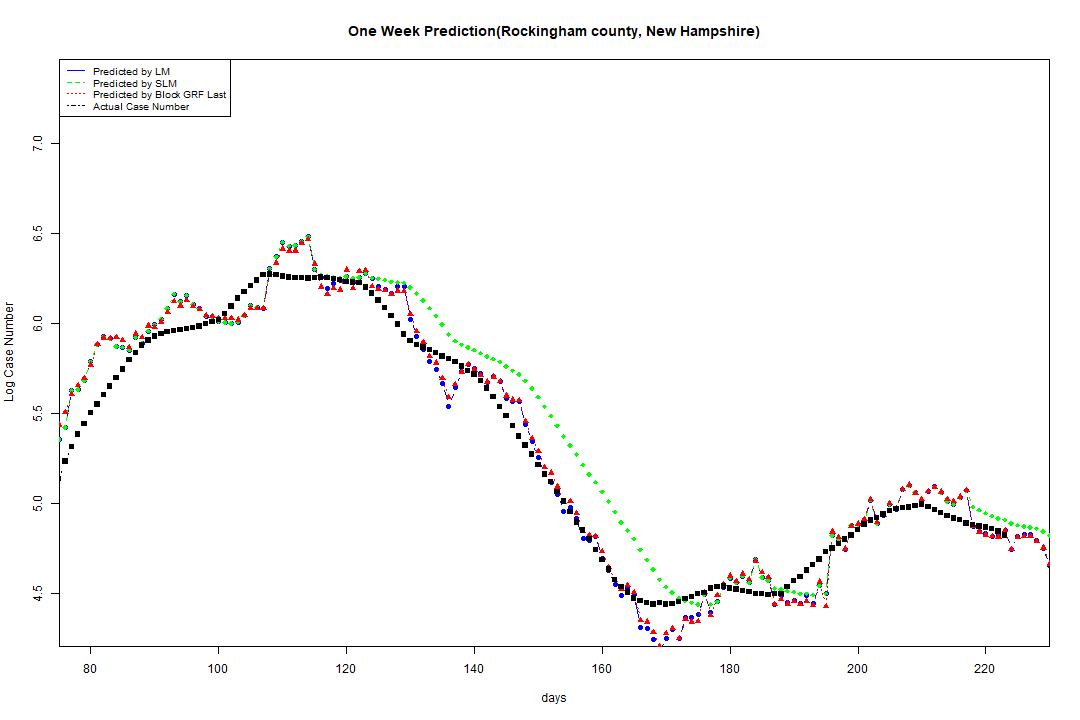 One Week Prediction(Rockingham county, New Hampshire)
Predicted by LM
Predicted by SLM
Predicted by Block GRF Last
Actual Case Number
7.0
6.5
6.0
5.5
5.0
4.5
Log Case Number
80 100 120 140 160 180 200 220
days